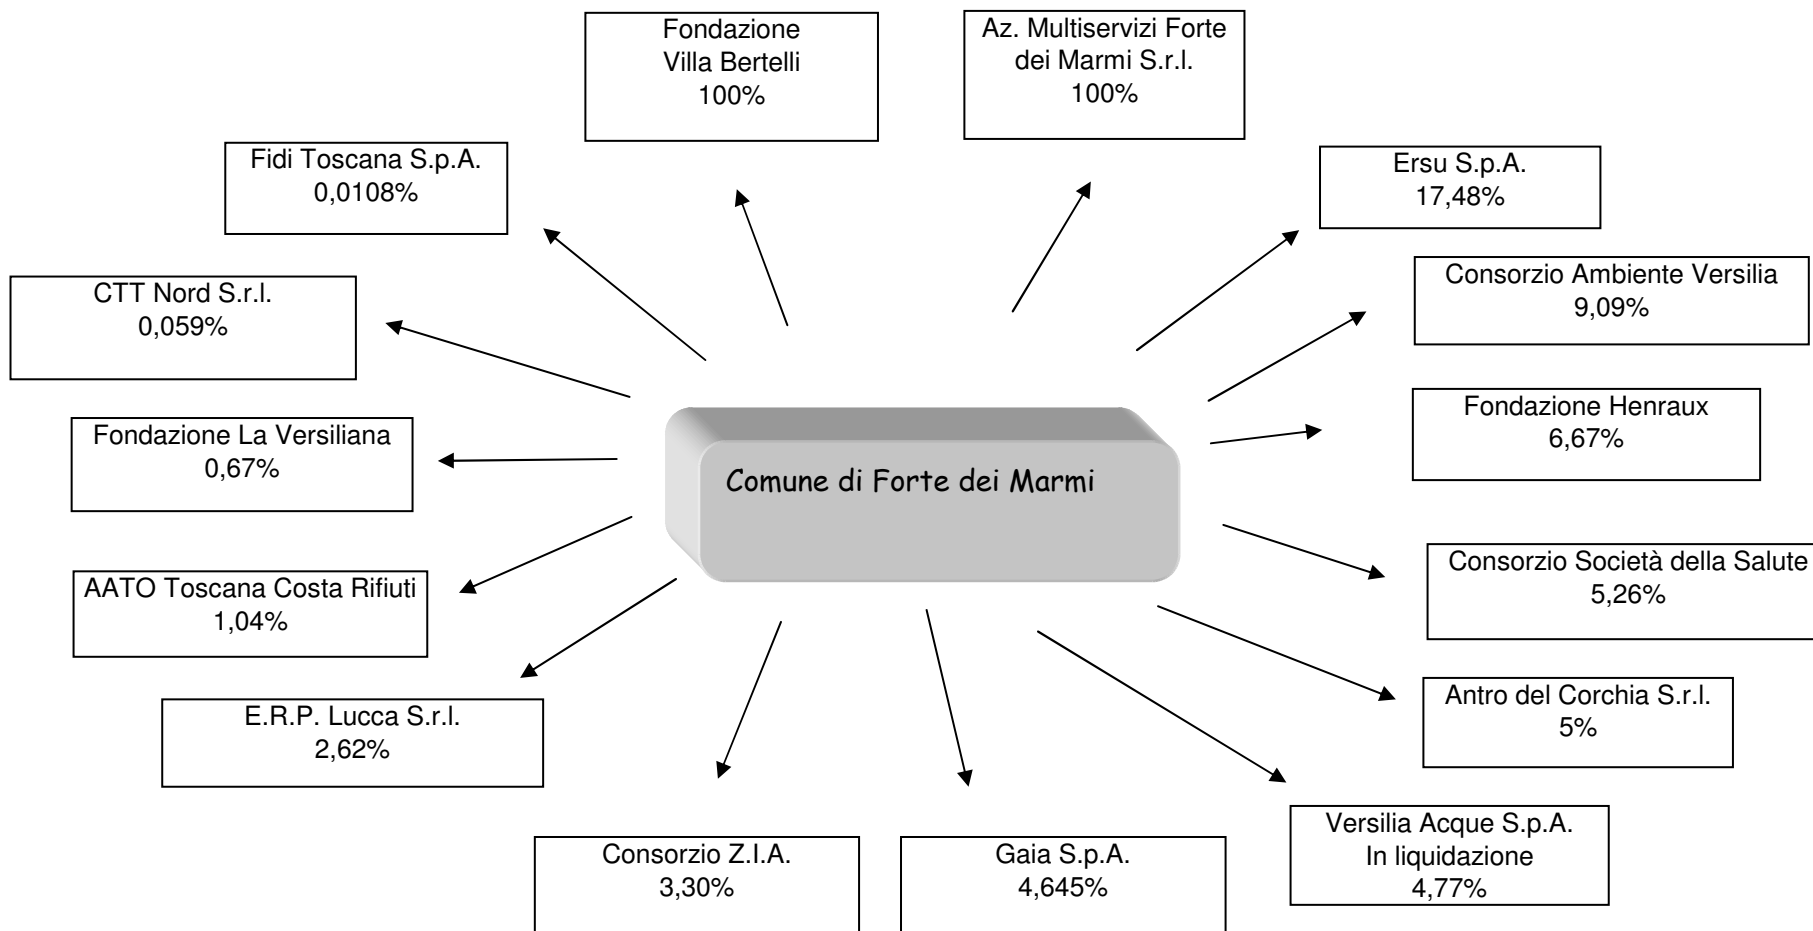 Fondazione
Villa Bertelli
100%
Az. Multiservizi Forte
dei Marmi S.r.l.
100%
Fidi Toscana S.p.A.
0,0108%
Ersu S.p.A.
17,48%
CTT Nord S.r.l.
0,059%
Consorzio Ambiente Versilia
9,09%
Fondazione La Versiliana
0,67%
Fondazione Henraux
6,67%
Comune di Forte dei Marmi
AATO Toscana Costa Rifiuti
1,04%
Consorzio Società della Salute
5,26%
E.R.P. Lucca S.r.l.
2,62%
Antro del Corchia S.r.l.
5%
Consorzio Z.I.A.
3,30%
Gaia S.p.A.
4,645%
Versilia Acque S.p.A.
In liquidazione
4,77%